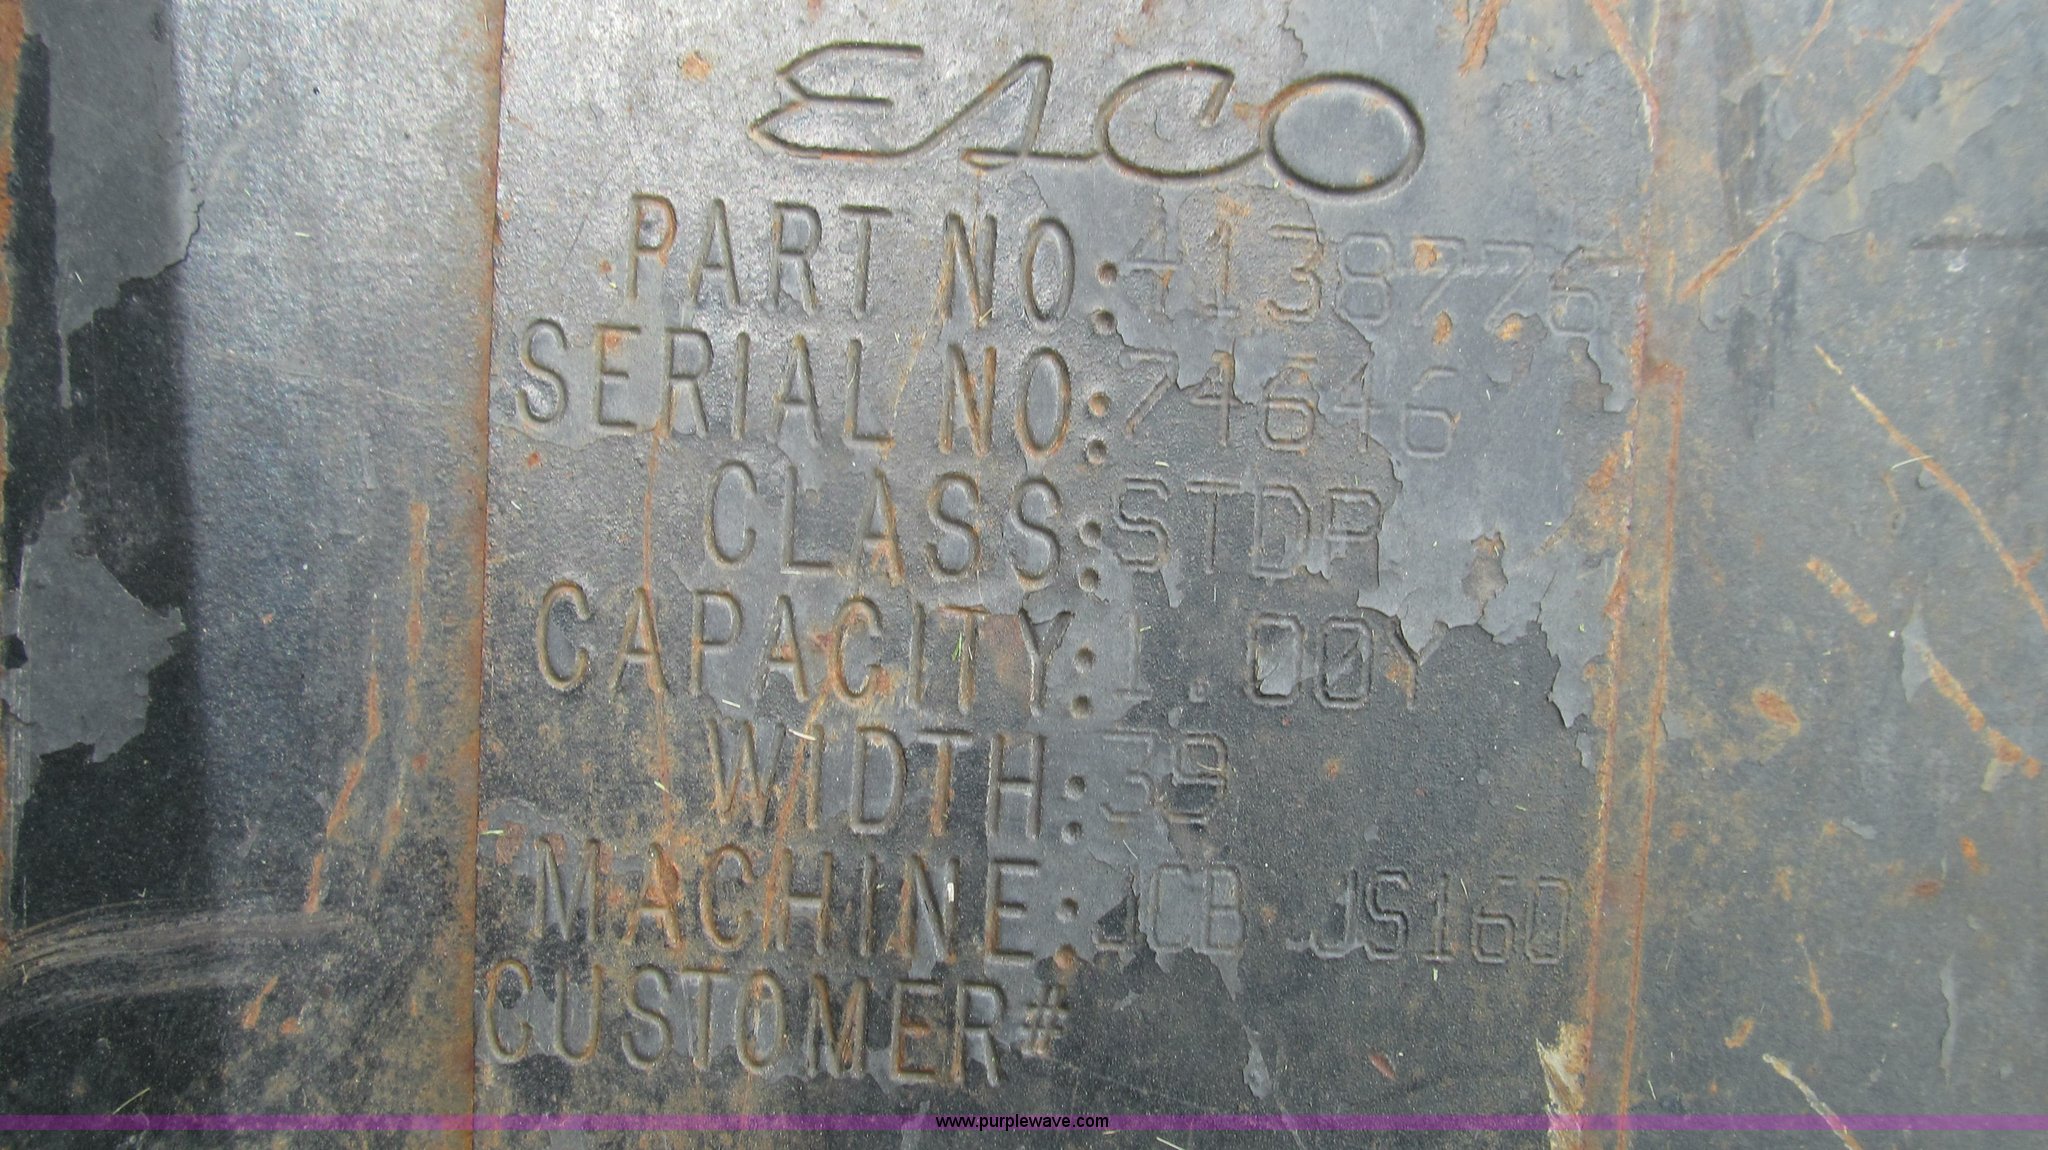 ESCO
PART NO: 4138776
SERIAL NO: 74646
CLASS: STDP
CAPACITY: 1.00Y
WIDTH: 39
MACHINE: JCB JS160
CUSTOMER#
www.purplewave.com